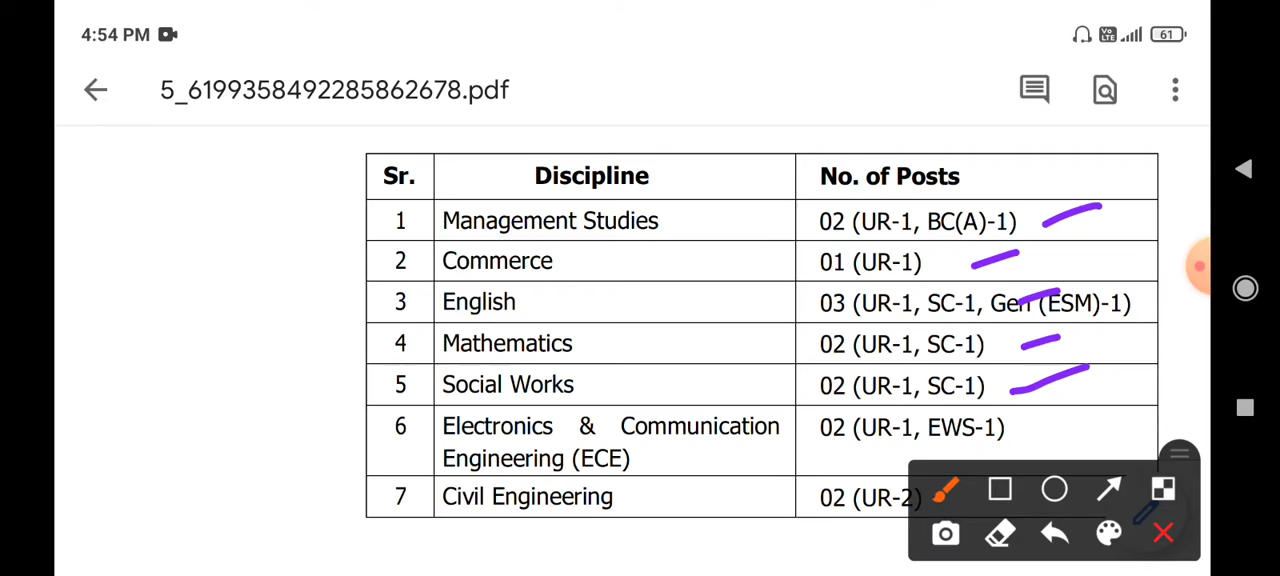 4:54 PM
Vo LTE
61
5_6199358492285862678.pdf
Sr. Discipline No. of Posts
1 Management Studies 02 (UR-1, BC(A)-1)
2 Commerce 01 (UR-1)
3 English 03 (UR-1, SC-1, Gen (ESM)-1)
4 Mathematics 02 (UR-1, SC-1)
5 Social Works 02 (UR-1, SC-1)
6 Electronics & Communication 02 (UR-1, EWS-1)
Engineering (ECE)
7 Civil Engineering 02 (UR-2)